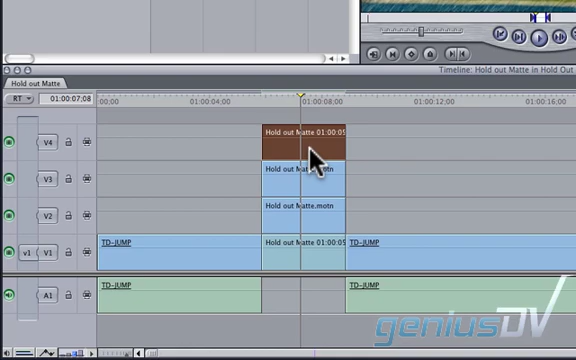 Timeline: Hold out Matte in Hold Out
Hold out Matte
RT
01:00:07;08
00;00
01:00:04;00
01:00:08;00
01:00:12;00
01:00:16;00
V4
Hold out Matte 01:00:05
V3
Hold out Matte.motn
V2
Hold out Matte.motn
v1
V1
TD-JUMP
Hold out Matte 01:00:05
TD-JUMP
A1
TD-JUMP
TD-JUMP
geniusDV